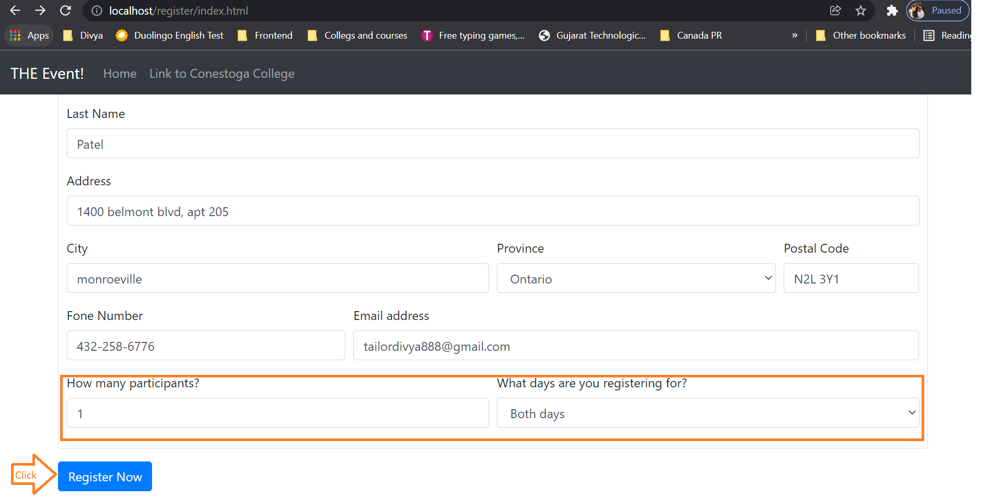 localhost/register/index.html Paused
Apps Divya Duolingo English Test Frontend Collegs and courses T Free typing games,... Gujarat Technologic... Canada PR » Other bookmarks Reading
THE Event! Home Link to Conestoga College
Last Name
Patel
Address
1400 belmont blvd, apt 205
City Province Postal Code
monroeville Ontario N2L 3Y1
Fone Number Email address
432-258-6776 tailordivya888@gmail.com
How many participants? What days are you registering for?
1 Both days
Click Register Now